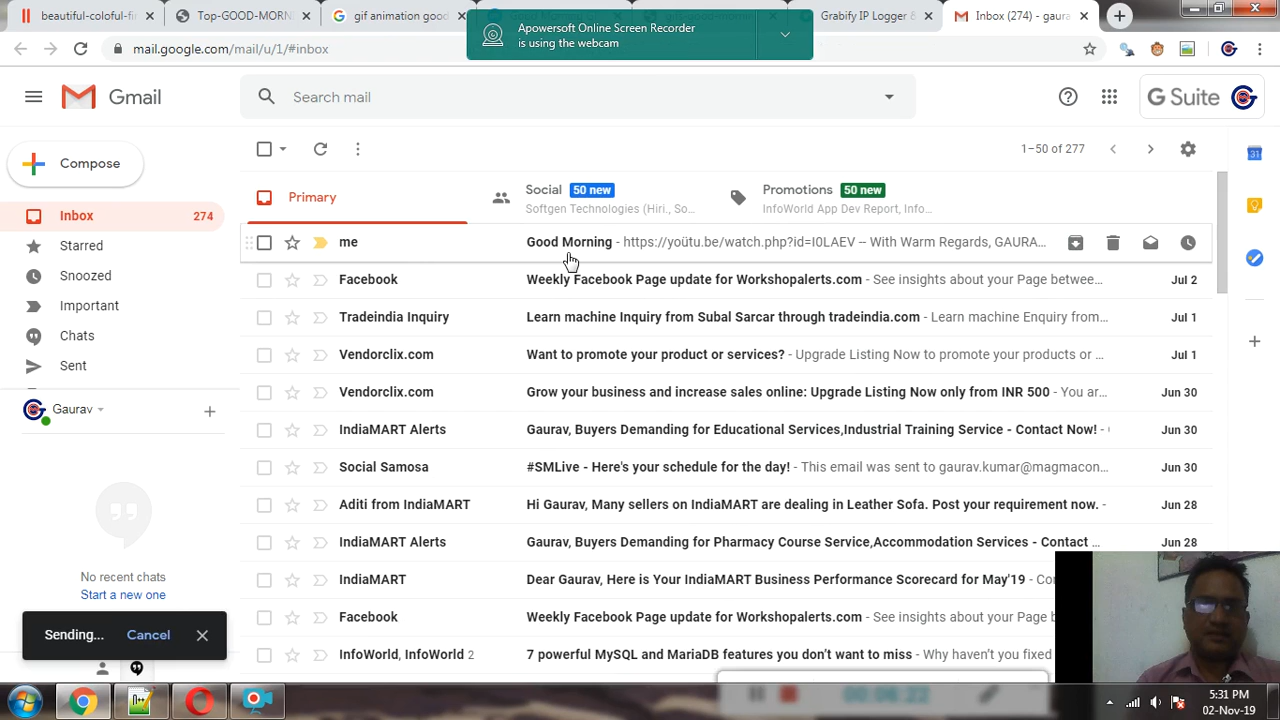 beautiful-coloful-fi
Top-GOOD-MORN
gif animation good
Grabify IP Logger &
Inbox (274) - gaura
Apowersoft Online Screen Recorder
is using the webcam
mail.google.com/mail/u/1/#inbox
Gmail
Search mail
G Suite
Compose
1–50 of 277
Inbox 274
Starred
Snoozed
Important
Chats
Sent
Gaurav
Primary
Social 50 new
Softgen Technologies (Hiri., So...
Promotions 50 new
InfoWorld App Dev Report, Info...
me Good Morning - https://yoütu.be/watch.php?id=I0LAEV -- With Warm Regards, GAURA...
Facebook Weekly Facebook Page update for Workshopalerts.com - See insights about your Page betwee... Jul 2
Tradeindia Inquiry Learn machine Inquiry from Subal Sarcar through tradeindia.com - Learn machine Enquiry from... Jul 1
Vendorclix.com Want to promote your product or services? - Upgrade Listing Now to promote your products or ... Jul 1
Vendorclix.com Grow your business and increase sales online: Upgrade Listing Now only from INR 500 - You ar... Jun 30
IndiaMART Alerts Gaurav, Buyers Demanding for Educational Services,Industrial Training Service - Contact Now! - Jun 30
Social Samosa #SMLive - Here's your schedule for the day! - This email was sent to gaurav.kumar@magmacon... Jun 30
Aditi from IndiaMART Hi Gaurav, Many sellers on IndiaMART are dealing in Leather Sofa. Post your requirement now. - Jun 28
IndiaMART Alerts Gaurav, Buyers Demanding for Pharmacy Course Service,Accommodation Services - Contact ... Jun 28
IndiaMART Dear Gaurav, Here is Your IndiaMART Business Performance Scorecard for May'19 - Co
Facebook Weekly Facebook Page update for Workshopalerts.com - See insights about your Page be
InfoWorld, InfoWorld 2 7 powerful MySQL and MariaDB features you don't want to miss - Why haven't you fixed
No recent chats
Start a new one
Sending... Cancel
00:06:22
5:31 PM
02-Nov-19